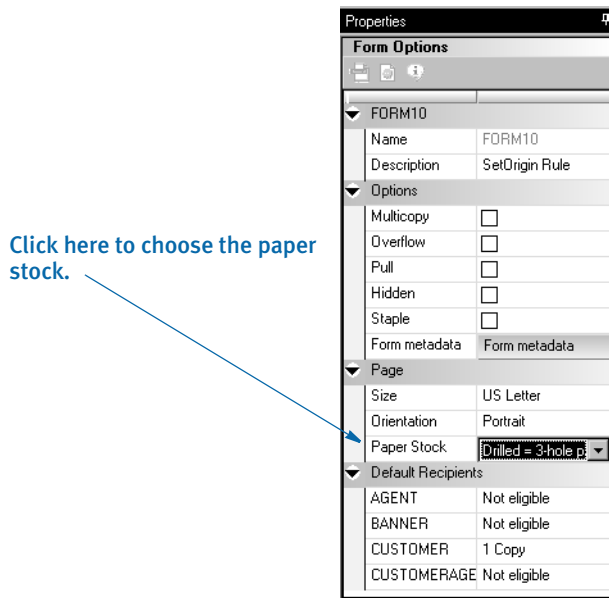 Properties
Form Options
FORM10
Name FORM10
Description SetOrigin Rule
Options
Multicopy
Overflow
Pull
Hidden
Staple
Form metadata Form metadata
Page
Size US Letter
Orientation Portrait
Paper Stock Drilled = 3-hole p
Default Recipients
AGENT Not eligible
BANNER Not eligible
CUSTOMER 1 Copy
CUSTOMERAGE Not eligible
Click here to choose the paper
stock.